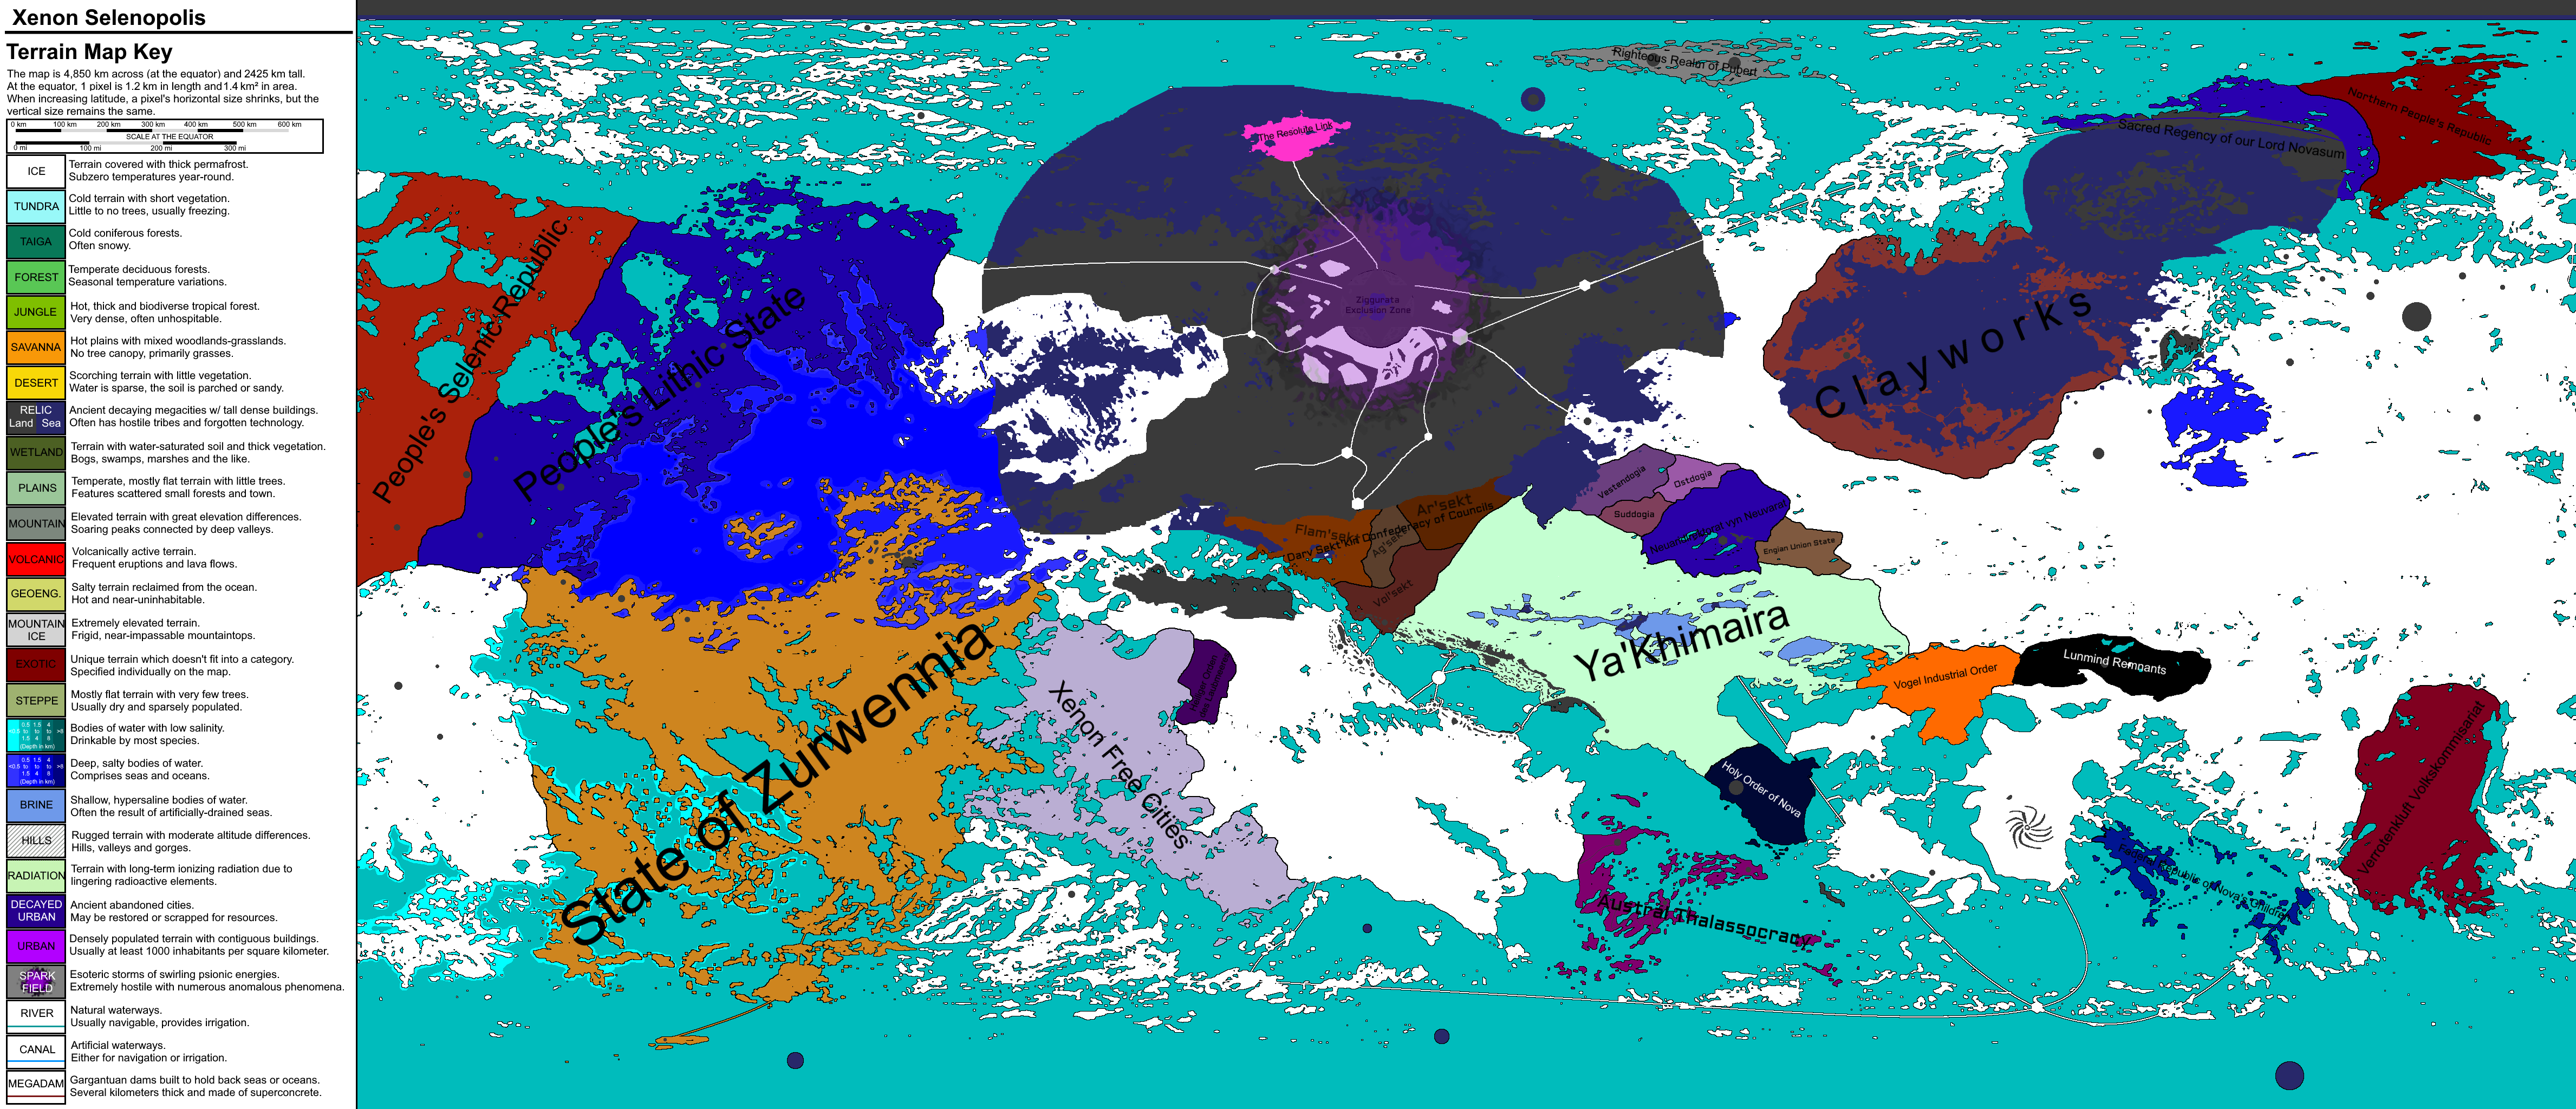 Xenon Selenopolis
Terrain Map Key
The map is 4,850 km across (at the equator) and 2425 km tall.
At the equator, 1 pixel is 1.2 km in length and 1.4 km² in area.
When increasing latitude, a pixel's horizontal size shrinks, but the
vertical size remains the same.
0 km 100 km 200 km 300 km 400 km 500 km 600 km
SCALE AT THE EQUATOR
0 mi 100 mi 200 mi 300 mi
ICE
Terrain covered with thick permafrost.
Subzero temperatures year-round.
TUNDRA
Cold terrain with short vegetation.
Little to no trees, usually freezing.
TAIGA
Cold coniferous forests.
Often snowy.
FOREST
Temperate deciduous forests.
Seasonal temperature variations.
JUNGLE
Hot, thick and biodiverse tropical forest.
Very dense, often unhospitable.
SAVANNA
Hot plains with mixed woodlands-grasslands.
No tree canopy, primarily grasses.
DESERT
Scorching terrain with little vegetation.
Water is sparse, the soil is parched or sandy.
RELIC
Land Sea
Ancient decaying megacities w/ tall dense buildings.
Often has hostile tribes and forgotten technology.
WETLAND
Terrain with water-saturated soil and thick vegetation.
Bogs, swamps, marshes and the like.
PLAINS
Temperate, mostly flat terrain with little trees.
Features scattered small forests and town.
MOUNTAIN
Elevated terrain with great elevation differences.
Soaring peaks connected by deep valleys.
VOLCANIC
Volcanically active terrain.
Frequent eruptions and lava flows.
GEOENG.
Salty terrain reclaimed from the ocean.
Hot and near-uninhabitable.
MOUNTAIN
ICE
Extremely elevated terrain.
Frigid, near-impassable mountaintops.
EXOTIC
Unique terrain which doesn't fit into a category.
Specified individually on the map.
STEPPE
Mostly flat terrain with very few trees.
Usually dry and sparsely populated.
<0.5 0.5 to 1.5 1.5 to 4 4 to 8 >8
(Depth in km)
Bodies of water with low salinity.
Drinkable by most species.
<0.5 0.5 to 1.5 1.5 to 4 4 to 8 >8
(Depth in km)
Deep, salty bodies of water.
Comprises seas and oceans.
BRINE
Shallow, hypersaline bodies of water.
Often the result of artificially-drained seas.
HILLS
Rugged terrain with moderate altitude differences.
Hills, valleys and gorges.
RADIATION
Terrain with long-term ionizing radiation due to
lingering radioactive elements.
DECAYED
URBAN
Ancient abandoned cities.
May be restored or scrapped for resources.
URBAN
Densely populated terrain with contiguous buildings.
Usually at least 1000 inhabitants per square kilometer.
SPARK
FIELD
Esoteric storms of swirling psionic energies.
Extremely hostile with numerous anomalous phenomena.
RIVER
Natural waterways.
Usually navigable, provides irrigation.
CANAL
Artificial waterways.
Either for navigation or irrigation.
MEGADAM
Gargantuan dams built to hold back seas or oceans.
Several kilometers thick and made of superconcrete.
Righteous Realm of Pubert
Northern People's Republic
The Resolute Link
Sacred Regency of our Lord Novasum
People's Selenic Republic
People's Lithic State
Ziggurata
Exclusion Zone
Clayworks
Vestendogia
Ostdogia
Suddogia
Engian Union State
Flam'sekt
Ar'sekt
Ag'sekt
Vol'sekt
Confederacy of Councils
Ya'Khimaira
Vogel Industrial Order
Lunmind Remnants
State of Zurwennia
Xenon Free Cities
Holy Order of Nova
Austral Thalassocracy
Federal Republic of Nova's Children
Verrotenkluft Volkskommissariat